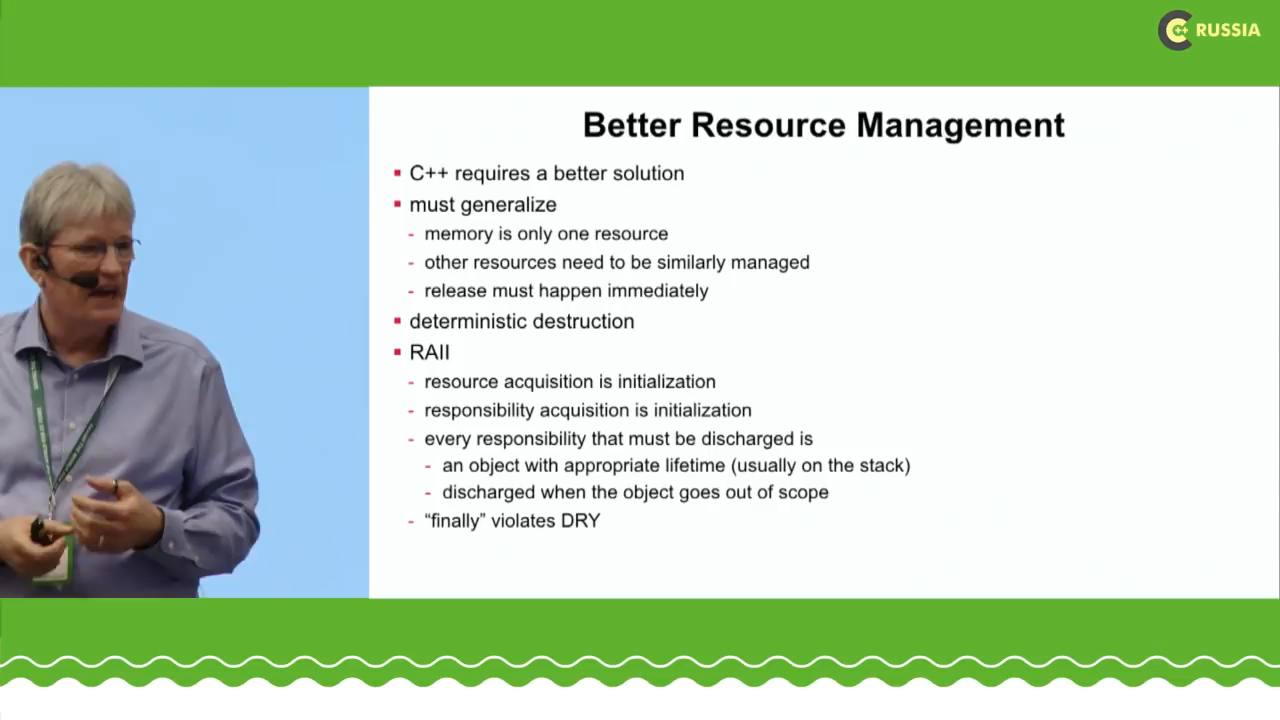 C++ RUSSIA
Better Resource Management
▪ C++ requires a better solution
▪ must generalize
- memory is only one resource
- other resources need to be similarly managed
- release must happen immediately
▪ deterministic destruction
▪ RAII
- resource acquisition is initialization
- responsibility acquisition is initialization
- every responsibility that must be discharged is
- an object with appropriate lifetime (usually on the stack)
- discharged when the object goes out of scope
- “finally” violates DRY